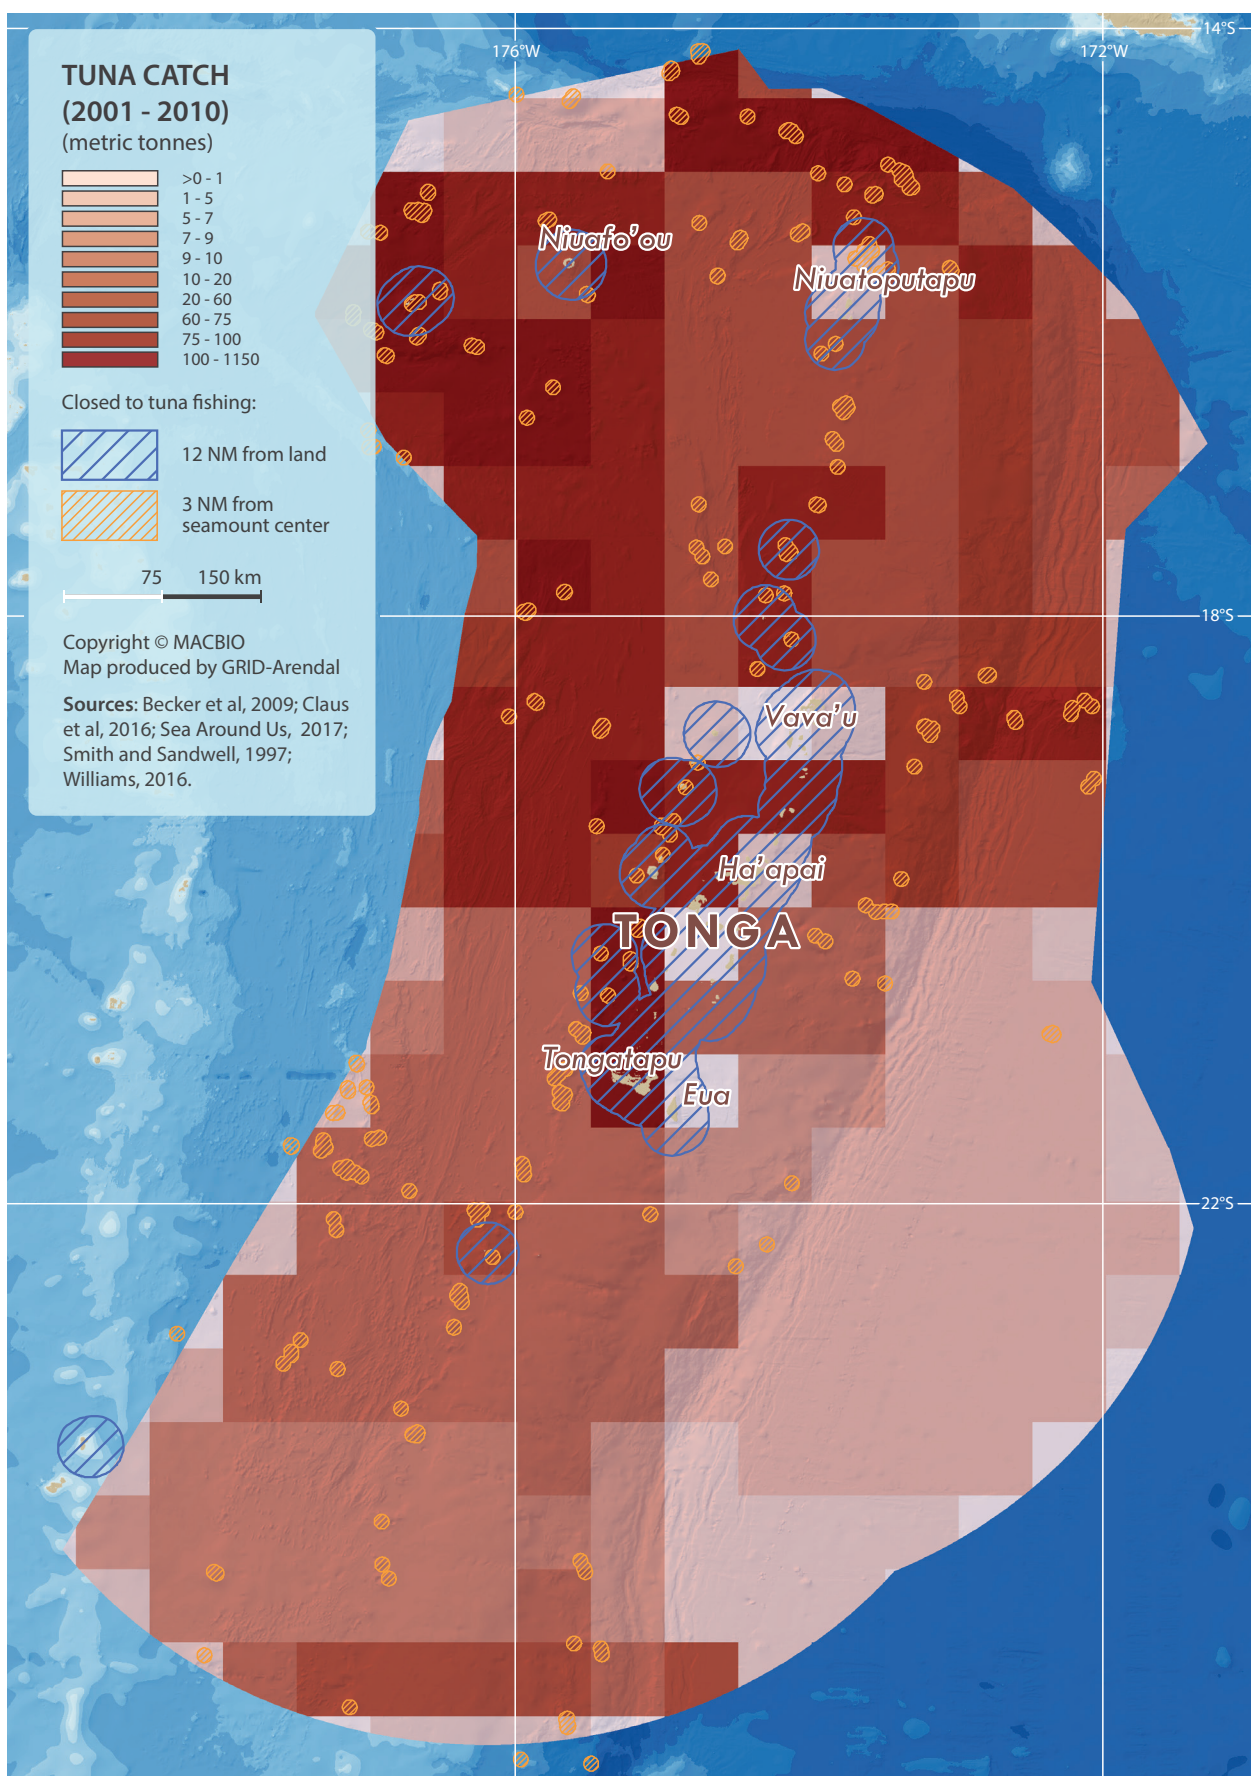 14°S
176°W
172°W
TUNA CATCH
(2001 - 2010)
(metric tonnes)
>0 - 1
1 - 5
5 - 7
7 - 9
9 - 10
10 - 20
20 - 60
60 - 75
75 - 100
100 - 1150
Closed to tuna fishing:
12 NM from land
3 NM from
seamount center
75 150 km
Copyright © MACBIO
Map produced by GRID-Arendal
Sources: Becker et al, 2009; Claus
et al, 2016; Sea Around Us, 2017;
Smith and Sandwell, 1997;
Williams, 2016.
Niuafo'ou
Niuatoputapu
18°S
Vava'u
Ha'apai
TONGA
Tongatapu
Eua
22°S